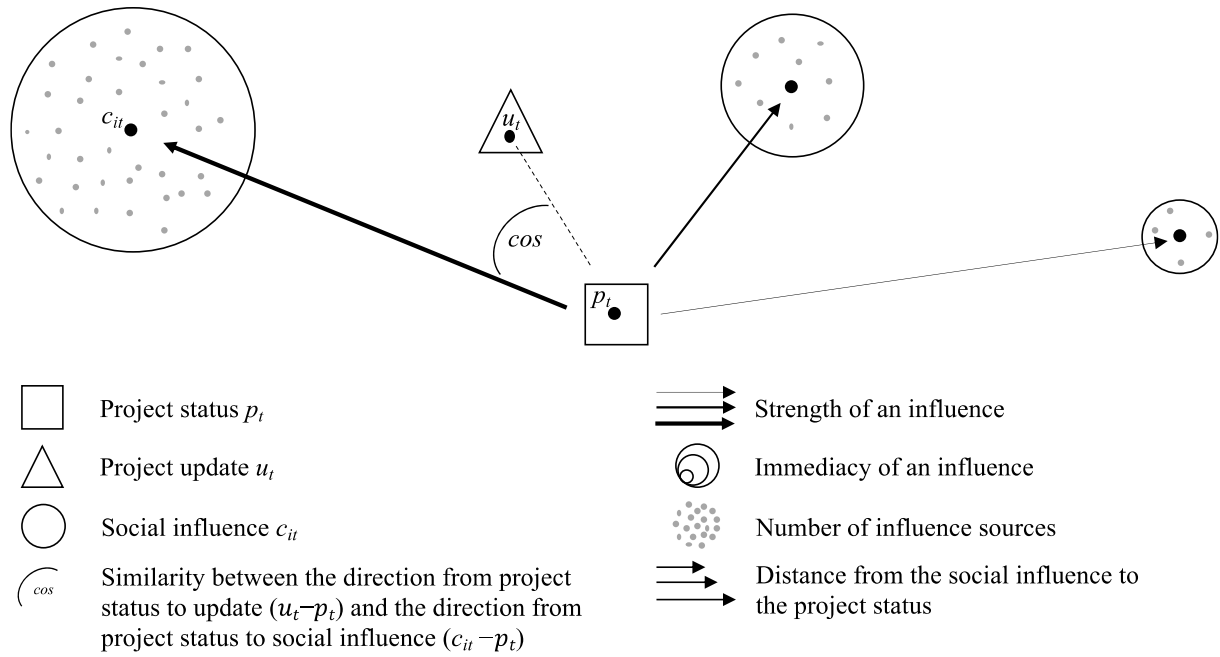 c_it
u_t
cos
p_t
Project status p_t
Project update u_t
Social influence c_it
cos
Similarity between the direction from project
status to update (u_t−p_t) and the direction from
project status to social influence (c_it −p_t)
Strength of an influence
Immediacy of an influence
Number of influence sources
Distance from the social influence to
the project status